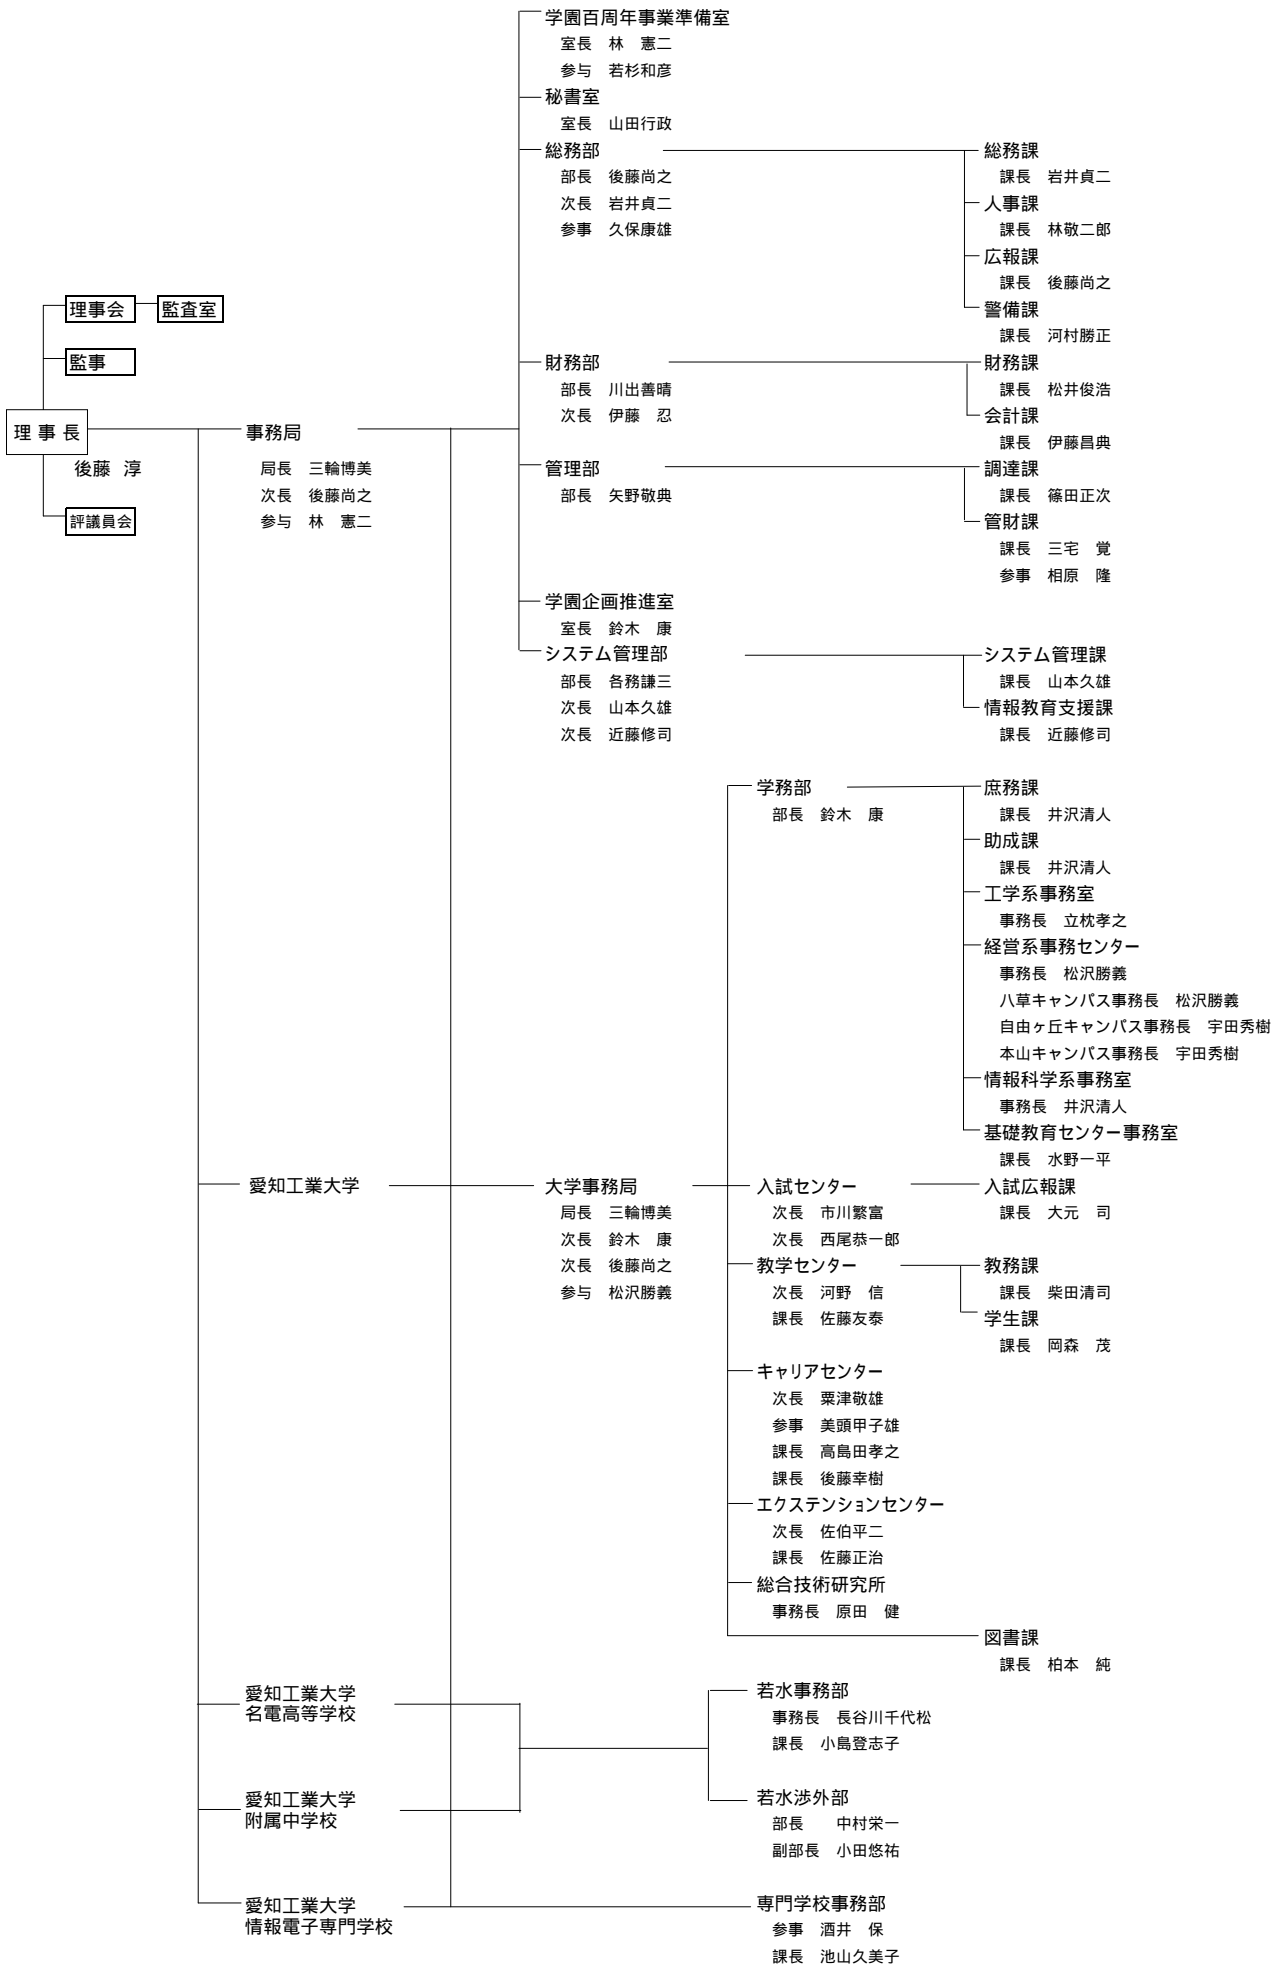 学園百周年事業準備室
室長　林　憲二
参与　若杉和彦
秘書室
室長　山田行政
総務部
部長　後藤尚之
次長　岩井貞二
参事　久保康雄
総務課
課長　岩井貞二
人事課
課長　林敬二郎
広報課
課長　後藤尚之
警備課
課長　河村勝正
理事会
監査室
監事
理事長
後藤　淳
評議員会
事務局
局長　三輪博美
次長　後藤尚之
参与　林　憲二
財務部
部長　川出善晴
次長　伊藤　忍
財務課
課長　松井俊浩
会計課
課長　伊藤昌典
管理部
部長　矢野敬典
調達課
課長　篠田正次
管財課
課長　三宅　覚
参事　相原　隆
学園企画推進室
室長　鈴木　康
システム管理部
部長　各務謙三
次長　山本久雄
次長　近藤修司
システム管理課
課長　山本久雄
情報教育支援課
課長　近藤修司
学務部
部長　鈴木　康
庶務課
課長　井沢清人
助成課
課長　井沢清人
工学系事務室
事務長　立枕孝之
経営系事務センター
事務長　松沢勝義
八草キャンパス事務長　松沢勝義
自由ヶ丘キャンパス事務長　宇田秀樹
本山キャンパス事務長　宇田秀樹
情報科学系事務室
事務長　井沢清人
基礎教育センター事務室
課長　水野一平
愛知工業大学
大学事務局
局長　三輪博美
次長　鈴木　康
次長　後藤尚之
参与　松沢勝義
入試センター
次長　市川繁富
次長　西尾恭一郎
入試広報課
課長　大元　司
教学センター
次長　河野　信
課長　佐藤友泰
教務課
課長　柴田清司
学生課
課長　岡森　茂
キャリアセンター
次長　粟津敬雄
参事　美頭甲子雄
課長　高島田孝之
課長　後藤幸樹
エクステンションセンター
次長　佐伯平二
課長　佐藤正治
総合技術研究所
事務長　原田　健
図書課
課長　柏本　純
愛知工業大学
名電高等学校
若水事務部
事務長　長谷川千代松
課長　小島登志子
愛知工業大学
附属中学校
若水渉外部
部長　　中村栄一
副部長　小田悠祐
愛知工業大学
情報電子専門学校
専門学校事務部
参事　酒井　保
課長　池山久美子